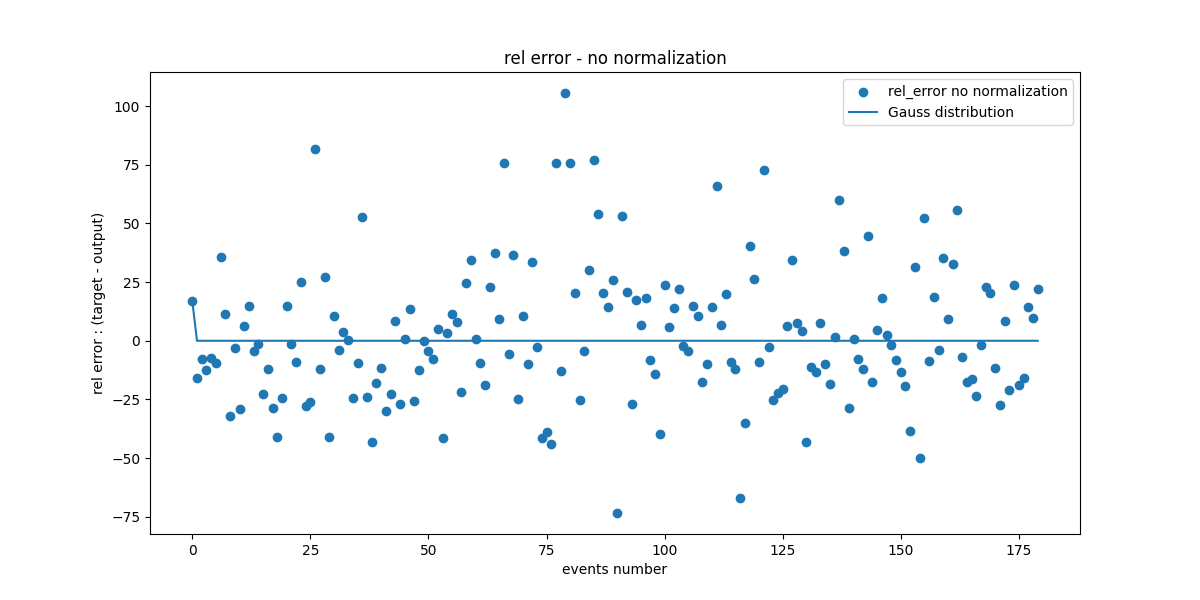 rel error - no normalization
rel_error no normalization
Gauss distribution
rel error : (target - output)
100
75
50
25
0
−25
−50
−75
0 25 50 75 100 125 150 175
events number